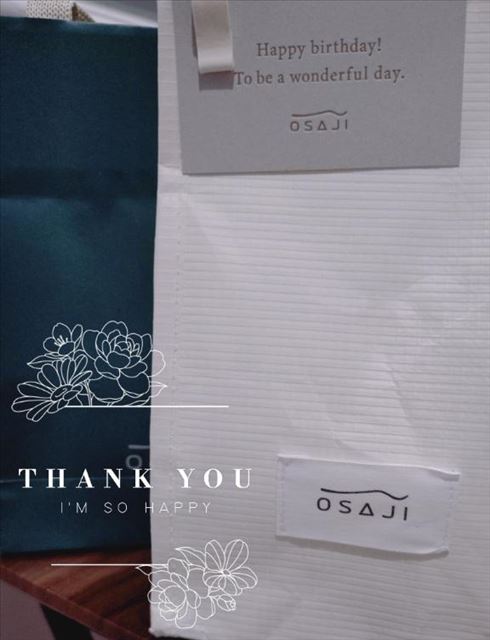 Happy birthday!
To be a wonderful day.
OSAJI
THANK YOU
I'M SO HAPPY
OSAJI